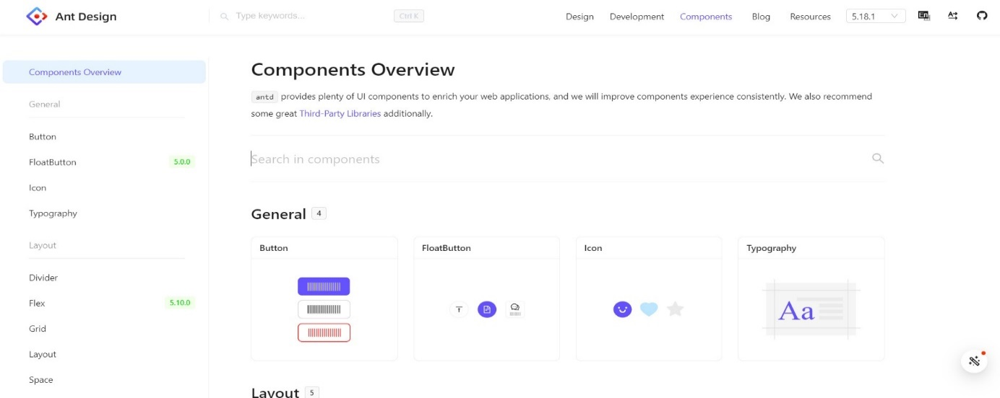 Ant Design
Type keywords...
Ctrl K
Design Development Components Blog Resources 5.18.1
Components Overview
General
Button
FloatButton 5.0.0
Icon
Typography
Layout
Divider
Flex 5.10.0
Grid
Layout
Space
Components Overview
antd provides plenty of UI components to enrich your web applications, and we will improve components experience consistently. We also recommend
some great Third-Party Libraries additionally.
Search in components
General 4
Button
FloatButton
Icon
Typography
T
Aa
Layout 5